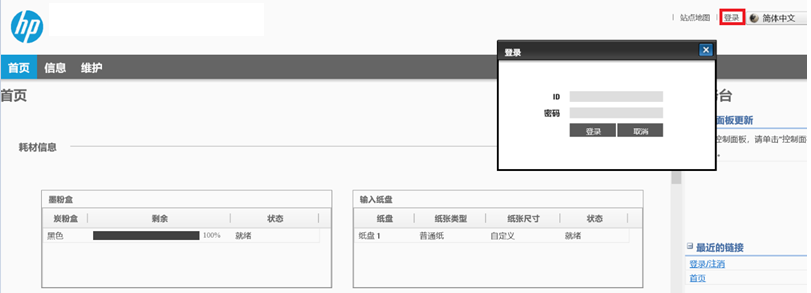 hp
站点地图 登录 简体中文
登录
首页 信息 维护
ID
密码
登录 取消
首页
台
面板更新
控制面板，请单击"控制面
耗材信息
墨粉盒
碳粉盒 剩余 状态
黑色 100% 就绪
输入纸盘
纸盘 纸张类型 纸张尺寸 状态
纸盘 1 普通纸 自定义 就绪
最近的链接
登录/注消
首页